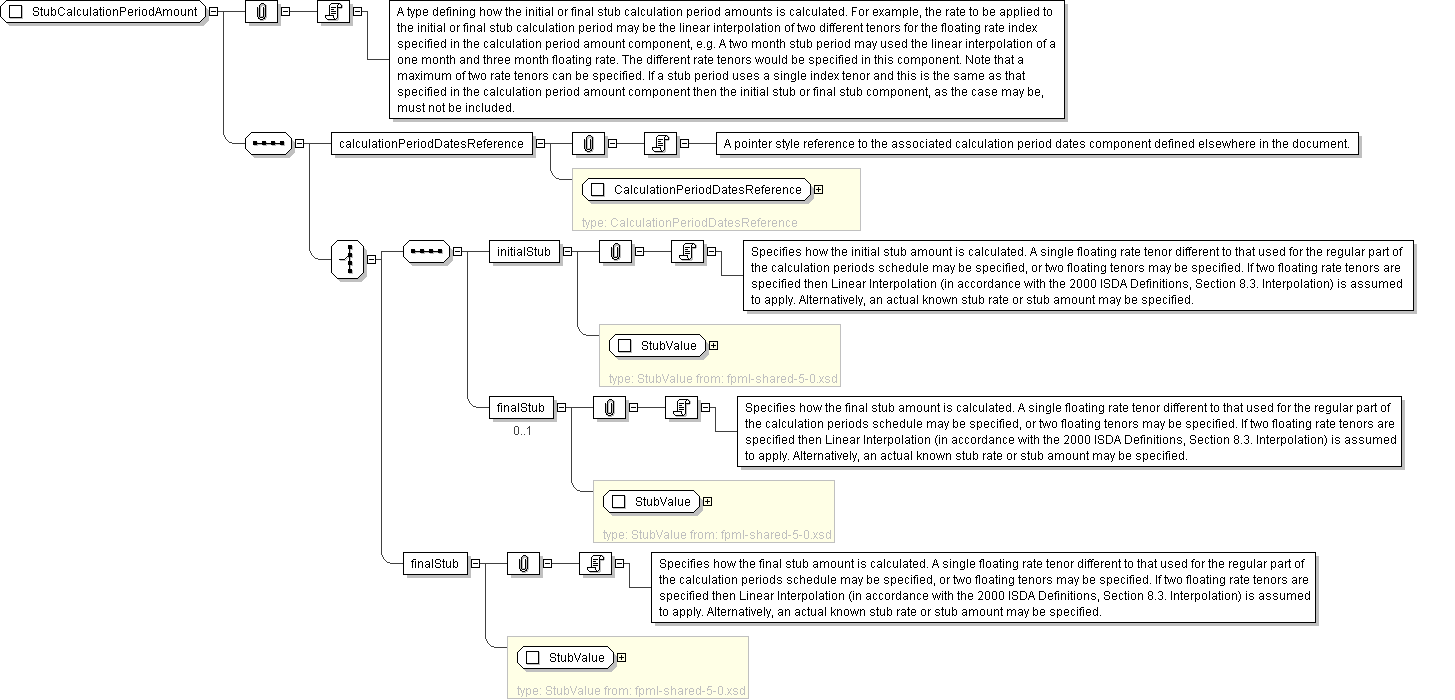 StubCalculationPeriodAmount
A type defining how the initial or final stub calculation period amounts is calculated. For example, the rate to be applied to
the initial or final stub calculation period may be the linear interpolation of two different tenors for the floating rate index
specified in the calculation period amount component, e.g. A two month stub period may used the linear interpolation of a
one month and three month floating rate. The different rate tenors would be specified in this component. Note that a
maximum of two rate tenors can be specified. If a stub period uses a single index tenor and this is the same as that
specified in the calculation period amount component then the initial stub or final stub component, as the case may be,
must not be included.
calculationPeriodDatesReference
A pointer style reference to the associated calculation period dates component defined elsewhere in the document.
CalculationPeriodDatesReference
type: CalculationPeriodDatesReference
initialStub
Specifies how the initial stub amount is calculated. A single floating rate tenor different to that used for the regular part of
the calculation periods schedule may be specified, or two floating tenors may be specified. If two floating rate tenors are
specified then Linear Interpolation (in accordance with the 2000 ISDA Definitions, Section 8.3. Interpolation) is assumed
to apply. Alternatively, an actual known stub rate or stub amount may be specified.
StubValue
type: StubValue from: fpml-shared-5-0.xsd
finalStub
0..1
Specifies how the final stub amount is calculated. A single floating rate tenor different to that used for the regular part of
the calculation periods schedule may be specified, or two floating tenors may be specified. If two floating rate tenors are
specified then Linear Interpolation (in accordance with the 2000 ISDA Definitions, Section 8.3. Interpolation) is assumed
to apply. Alternatively, an actual known stub rate or stub amount may be specified.
StubValue
type: StubValue from: fpml-shared-5-0.xsd
finalStub
Specifies how the final stub amount is calculated. A single floating rate tenor different to that used for the regular part of
the calculation periods schedule may be specified, or two floating tenors may be specified. If two floating rate tenors are
specified then Linear Interpolation (in accordance with the 2000 ISDA Definitions, Section 8.3. Interpolation) is assumed
to apply. Alternatively, an actual known stub rate or stub amount may be specified.
StubValue
type: StubValue from: fpml-shared-5-0.xsd